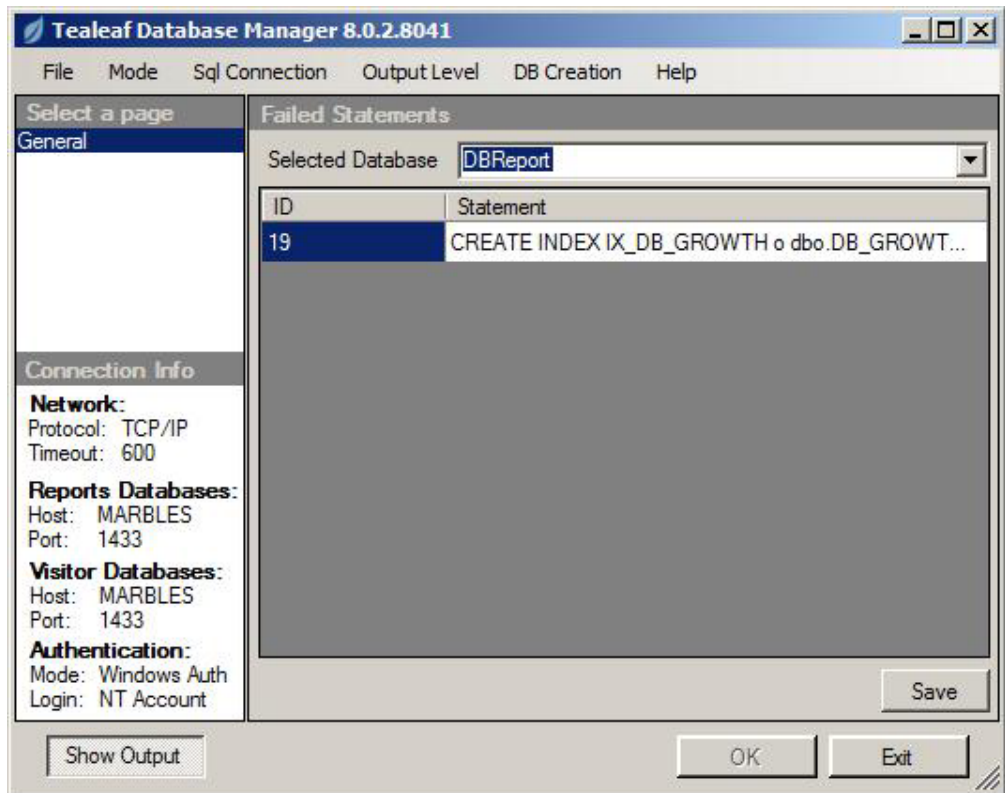 Tealeaf Database Manager 8.0.2.8041
File Mode Sql Connection Output Level DB Creation Help
Select a page
General
Failed Statements
Selected Database DBReport
ID Statement
19 CREATE INDEX IX_DB_GROWTH o dbo.DB_GROWT...
Connection Info
Network:
Protocol: TCP/IP
Timeout: 600
Reports Databases:
Host: MARBLES
Port: 1433
Visitor Databases:
Host: MARBLES
Port: 1433
Authentication:
Mode: Windows Auth
Login: NT Account
Save
Show Output
OK
Exit